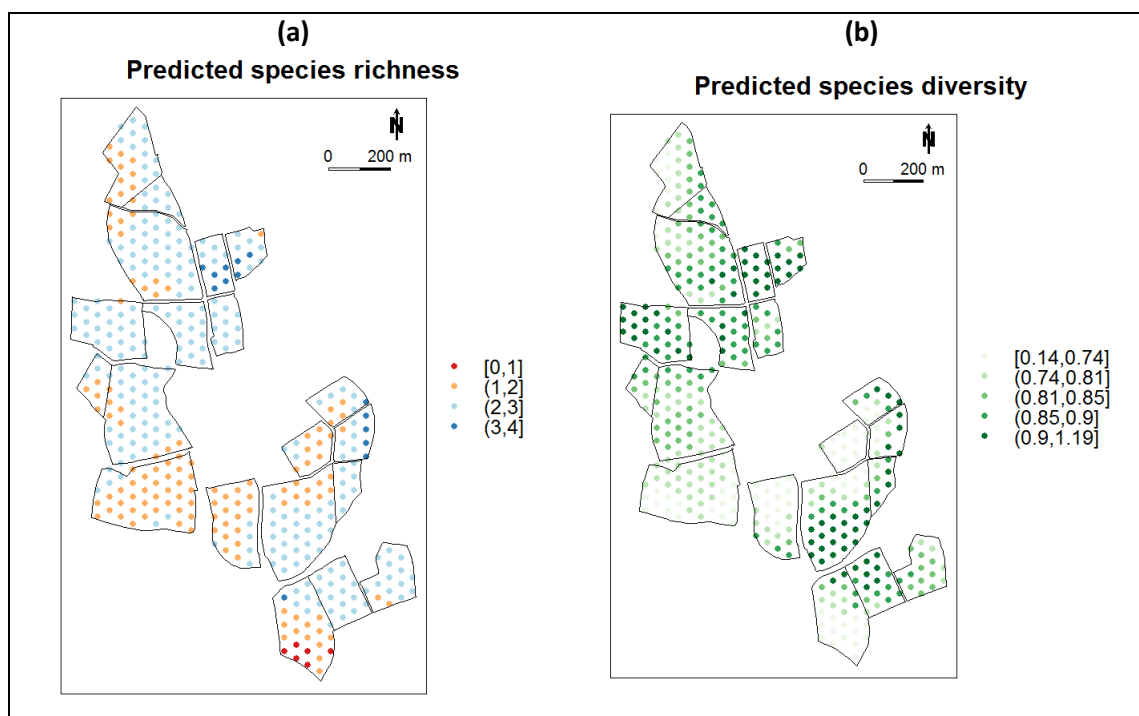 (a)
Predicted species richness
N
0 200 m
[0,1]
(1,2]
(2,3]
(3,4]
(b)
Predicted species diversity
N
0 200 m
[0.14,0.74]
(0.74,0.81]
(0.81,0.85]
(0.85,0.9]
(0.9,1.19]